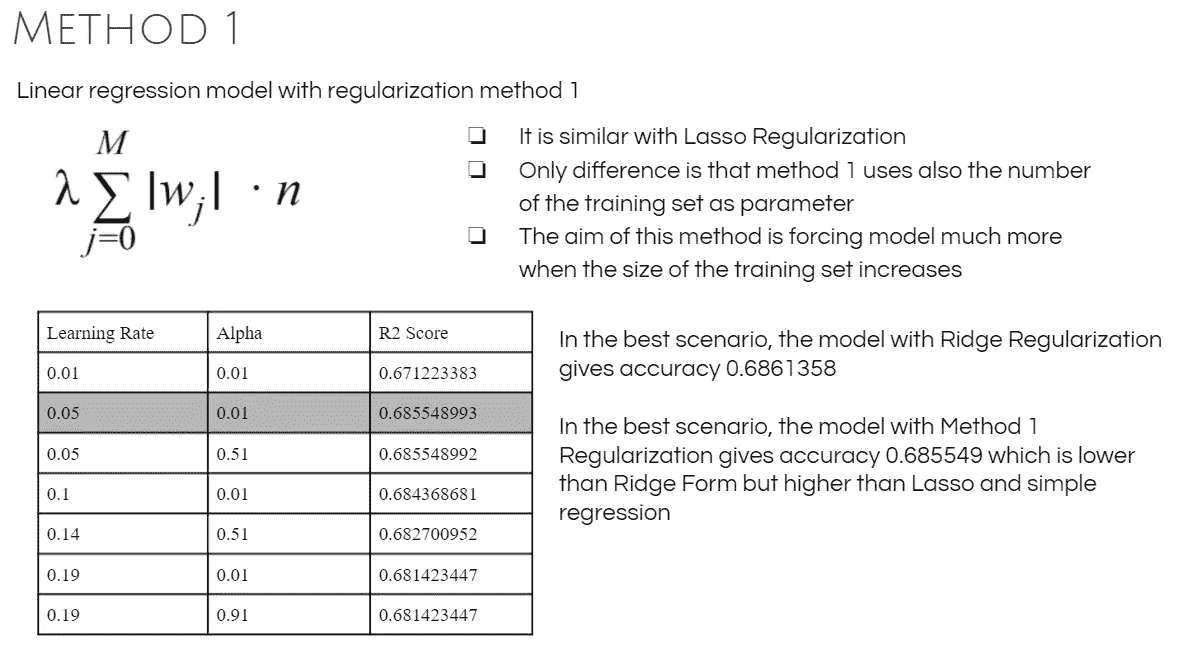 METHOD 1
Linear regression model with regularization method 1
M
λ ∑ |wj| · n
j=0
❏ It is similar with Lasso Regularization
❏ Only difference is that method 1 uses also the number
of the training set as parameter
❏ The aim of this method is forcing model much more
when the size of the training set increases
Learning Rate Alpha R2 Score
0.01 0.01 0.671223383
0.05 0.01 0.685548993
0.05 0.51 0.685548992
0.1 0.01 0.684368681
0.14 0.51 0.682700952
0.19 0.01 0.681423447
0.19 0.91 0.681423447
In the best scenario, the model with Ridge Regularization
gives accuracy 0.6861358
In the best scenario, the model with Method 1
Regularization gives accuracy 0.685549 which is lower
than Ridge Form but higher than Lasso and simple
regression